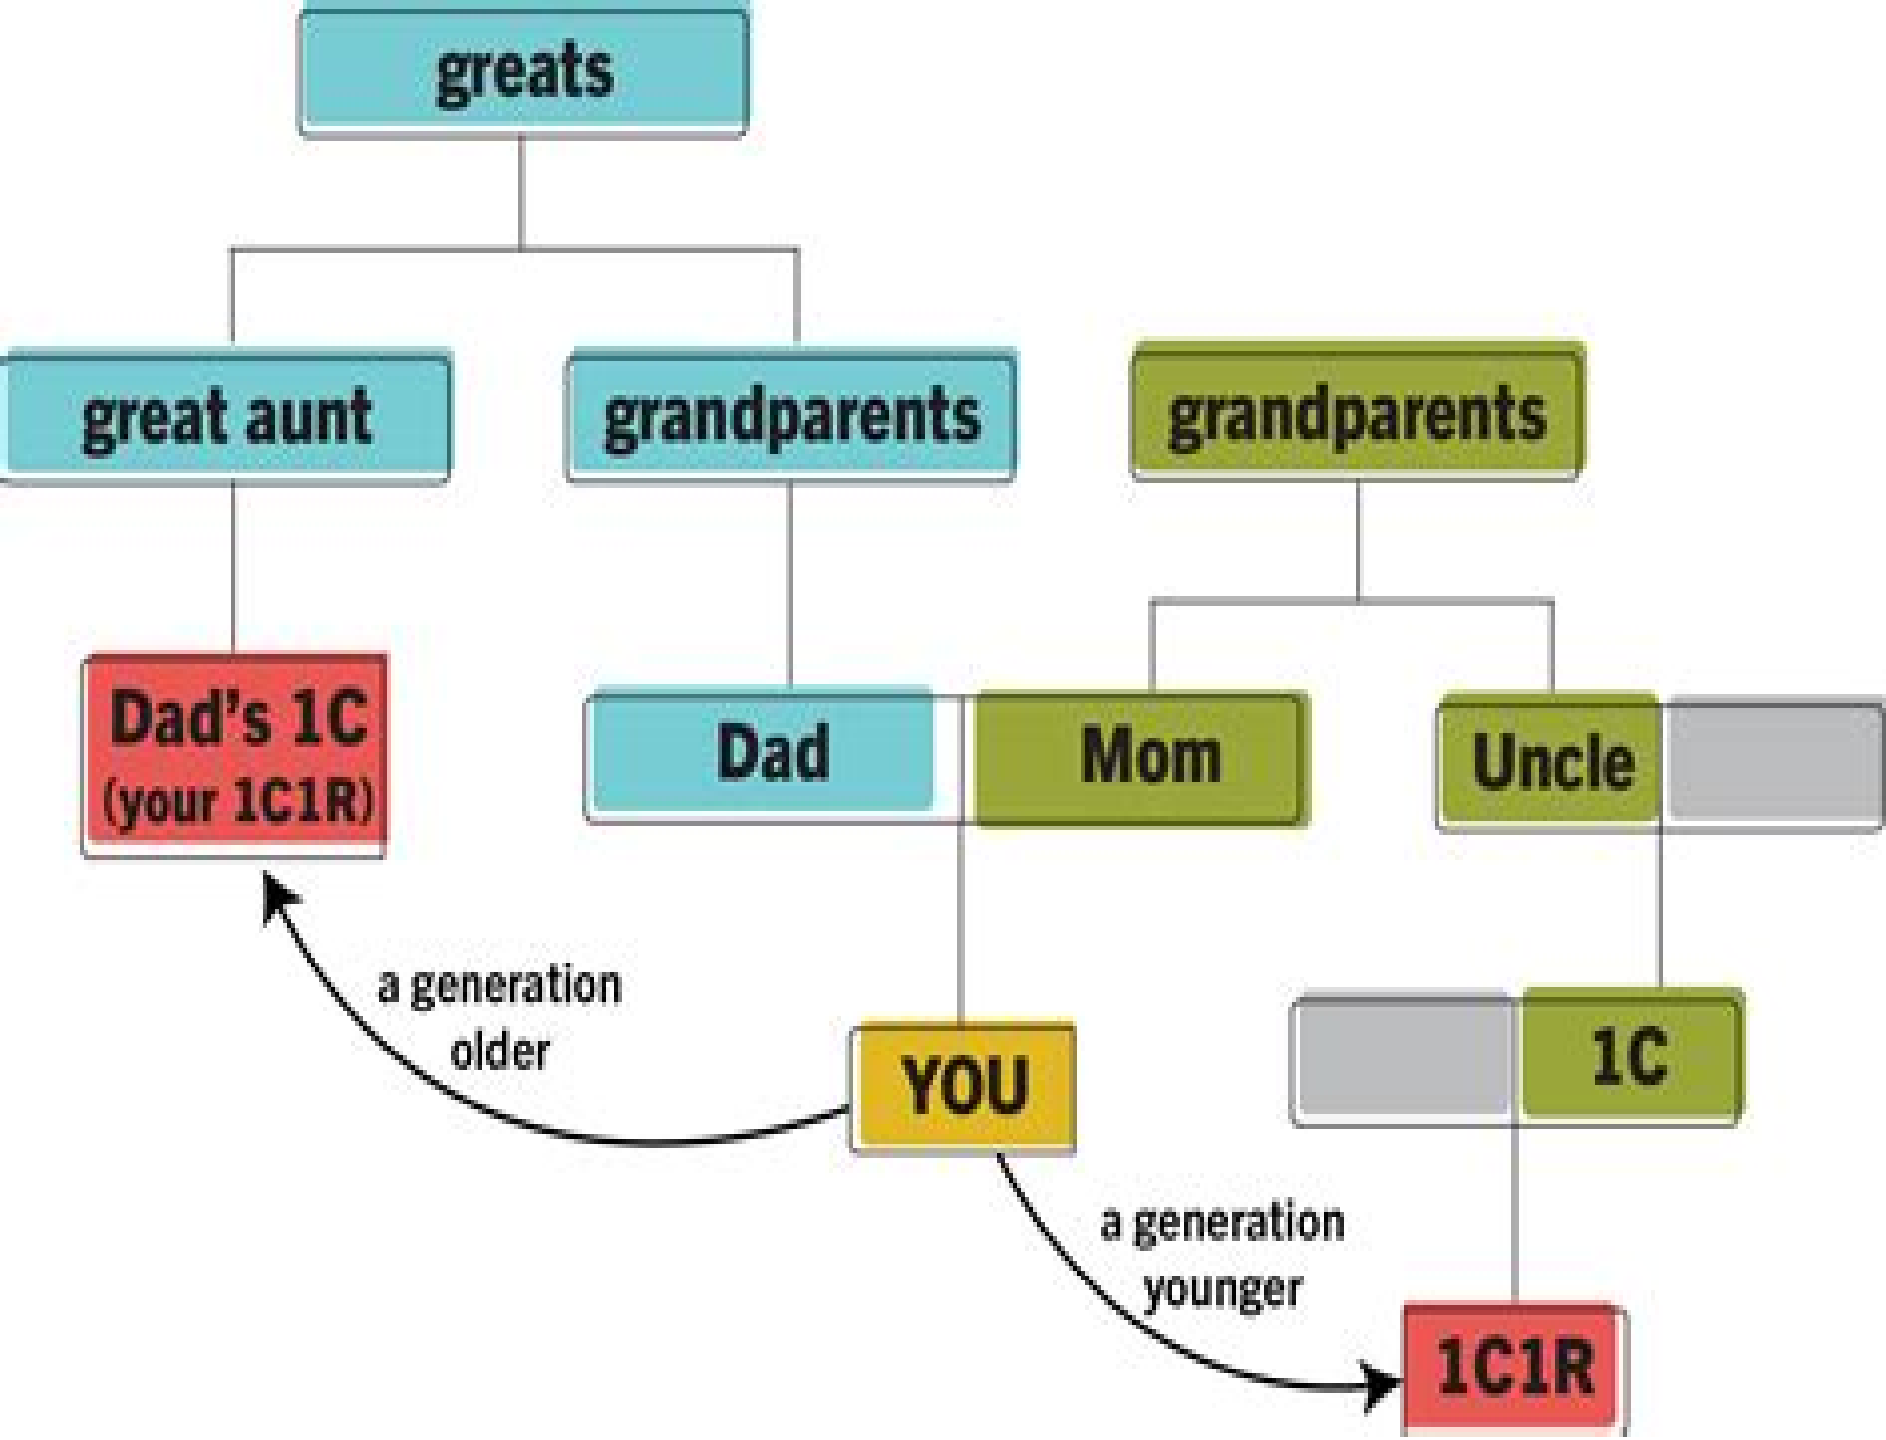 greats
great aunt
grandparents
grandparents
Dad's 1C
(your 1C1R)
Dad
Mom
Uncle
a generation
older
YOU
1C
a generation
younger
1C1R